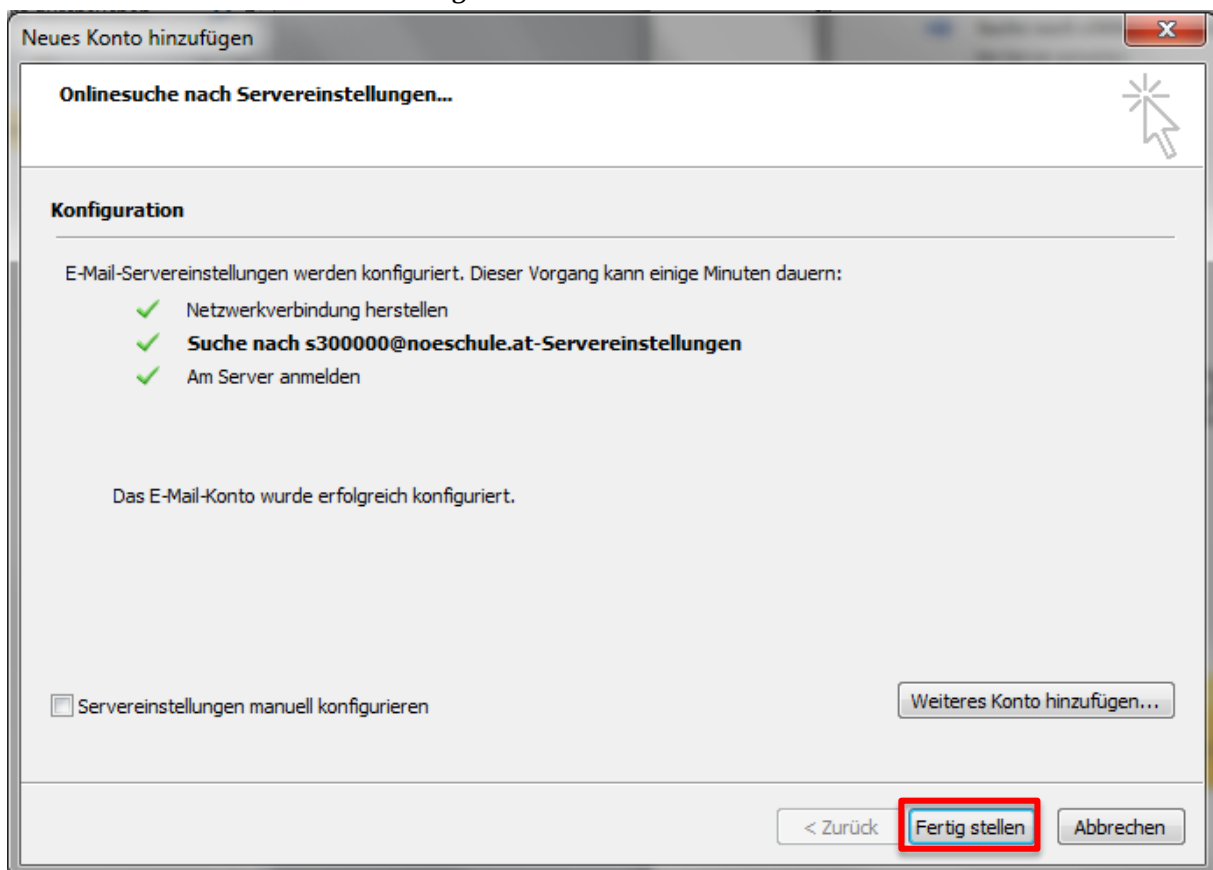 Neues Konto hinzufügen
Onlinesuche nach Servereinstellungen...
Konfiguration
E-Mail-Servereinstellungen werden konfiguriert. Dieser Vorgang kann einige Minuten dauern:
Netzwerkverbindung herstellen
Suche nach s300000@noeschule.at-Servereinstellungen
Am Server anmelden
Das E-Mail-Konto wurde erfolgreich konfiguriert.
Servereinstellungen manuell konfigurieren
Weiteres Konto hinzufügen...
< Zurück Fertig stellen Abbrechen